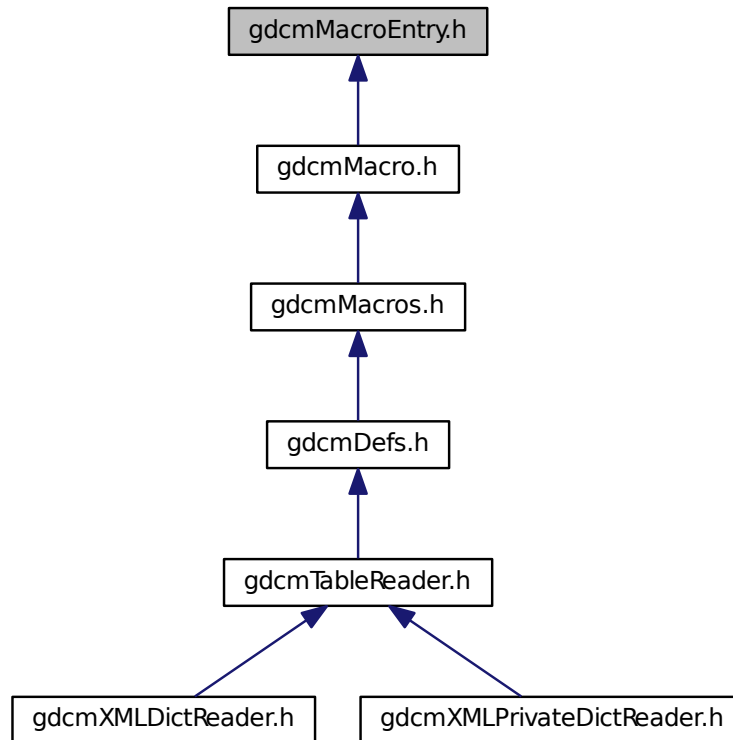 gdcmMacroEntry.h
gdcmMacro.h
gdcmMacros.h
gdcmDefs.h
gdcmTableReader.h
gdcmXMLDictReader.h
gdcmXMLPrivateDictReader.h